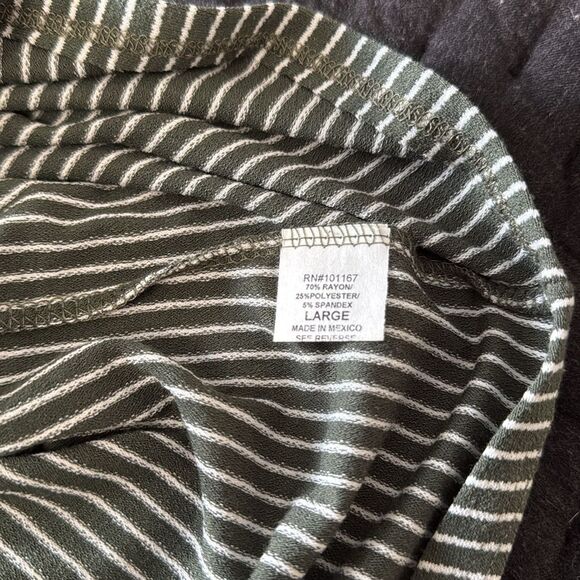 RN#101167
70% RAYON/
25%POLYESTER/
5% SPANDEX
LARGE
MADE IN MEXICO
SEE REVERSE